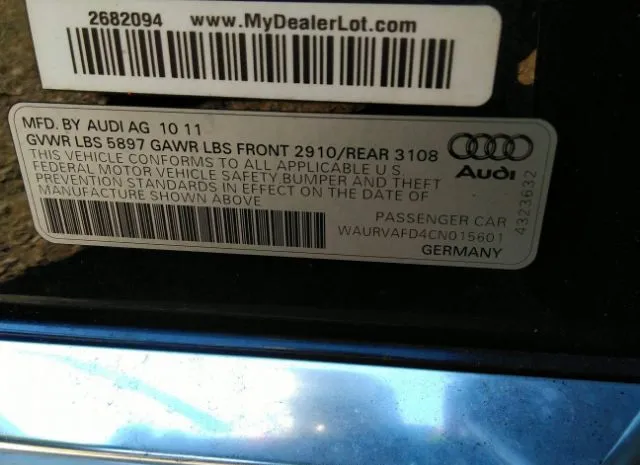 2682094 www.MyDealerLot.com
MFD. BY AUDI AG 10 11
GVWR LBS 5897 GAWR LBS FRONT 2910/REAR 3108
THIS VEHICLE CONFORMS TO ALL APPLICABLE U S
FEDERAL MOTOR VEHICLE SAFETY BUMPER AND THEFT
PREVENTION STANDARDS IN EFFECT ON THE DATE OF
MANUFACTURE SHOWN ABOVE
Audi
PASSENGER CAR
WAURVAFD4CN015601
GERMANY
4323632